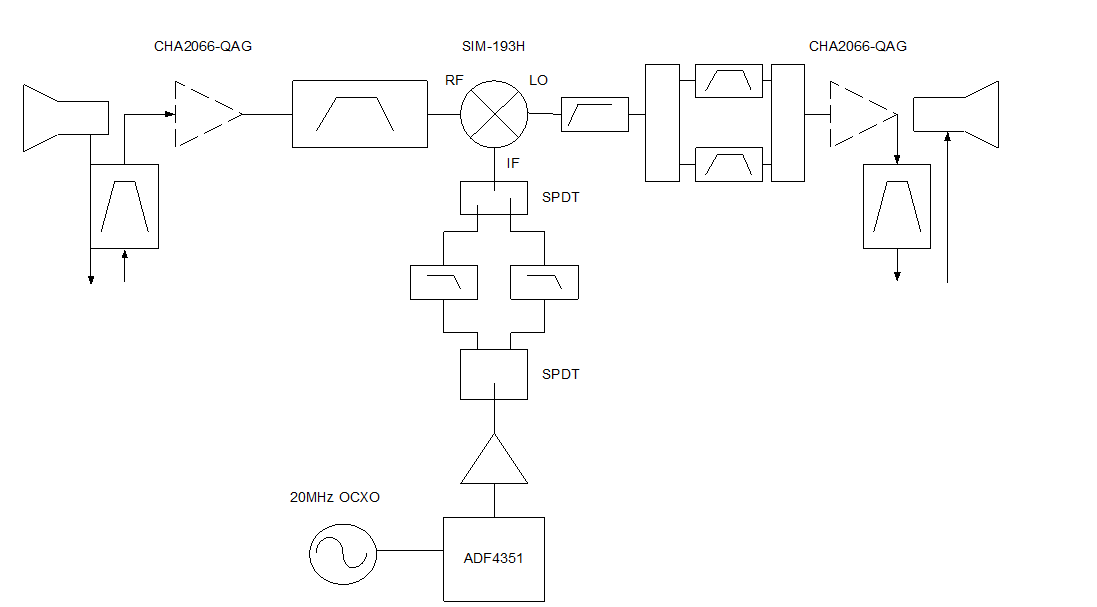 CHA2066-QAG
SIM-193H
CHA2066-QAG
RF
LO
IF
SPDT
SPDT
20MHz OCXO
ADF4351